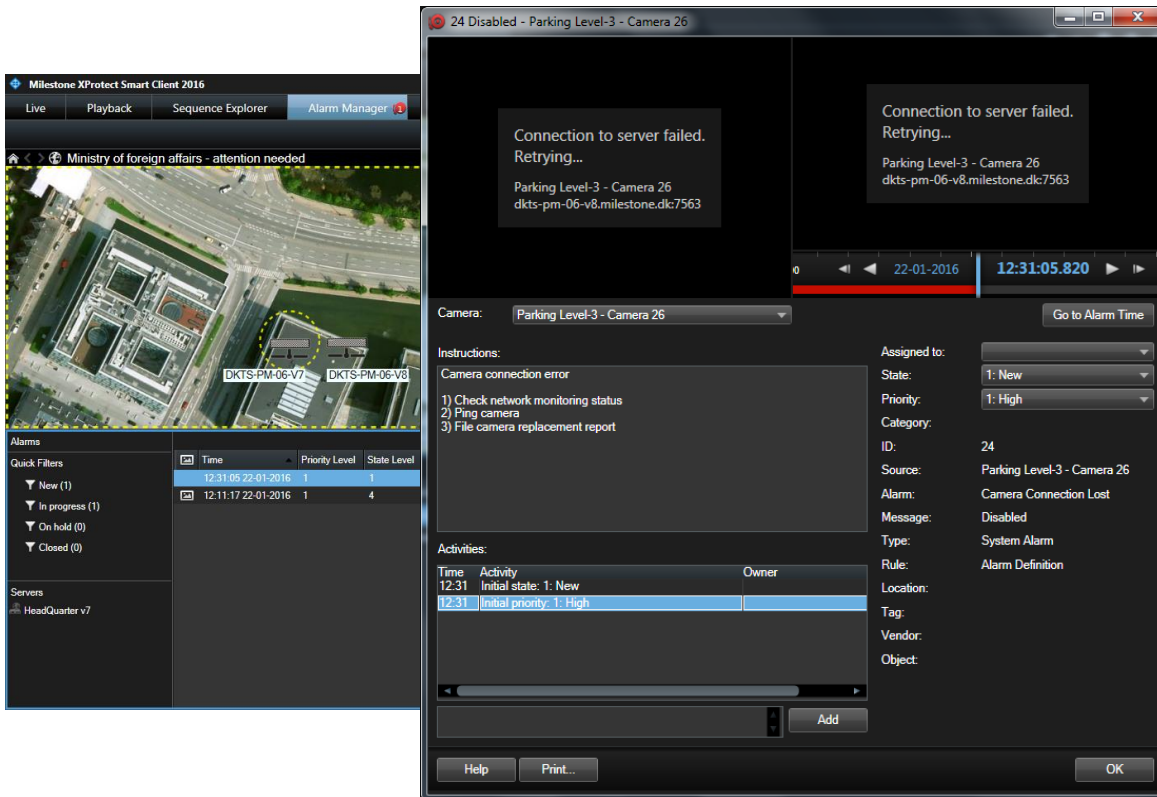 Milestone XProtect Smart Client 2016
Live Playback Sequence Explorer Alarm Manager 1
Ministry of foreign affairs - attention needed
DKTS-PM-06-V7 DKTS-PM-06-V8
Alarms
Quick Filters
New (1)
In progress (1)
On hold (0)
Closed (0)
Servers
HeadQuarter v7
Time Priority Level State Level
12:31:05 22-01-2016 1 1
12:11:17 22-01-2016 1 4
24 Disabled - Parking Level-3 - Camera 26
Connection to server failed.
Retrying...
Parking Level-3 - Camera 26
dkts-pm-06-v8.milestone.dk:7563
Connection to server failed.
Retrying...
Parking Level-3 - Camera 26
dkts-pm-06-v8.milestone.dk:7563
22-01-2016 12:31:05.820
Camera: Parking Level-3 - Camera 26
Go to Alarm Time
Instructions:
Camera connection error
1) Check network monitoring status
2) Ping camera
3) File camera replacement report
Activities:
Time Activity Owner
12:31 Initial state: 1: New
12:31 Initial priority: 1: High
Add
Assigned to:
State: 1: New
Priority: 1: High
Category:
ID: 24
Source: Parking Level-3 - Camera 26
Alarm: Camera Connection Lost
Message: Disabled
Type: System Alarm
Rule: Alarm Definition
Location:
Tag:
Vendor:
Object:
Help Print... OK